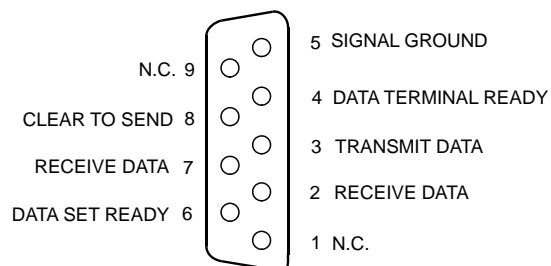 5 SIGNAL GROUND
N.C. 9
4 DATA TERMINAL READY
CLEAR TO SEND 8
3 TRANSMIT DATA
RECEIVE DATA 7
2 RECEIVE DATA
DATA SET READY 6
1 N.C.